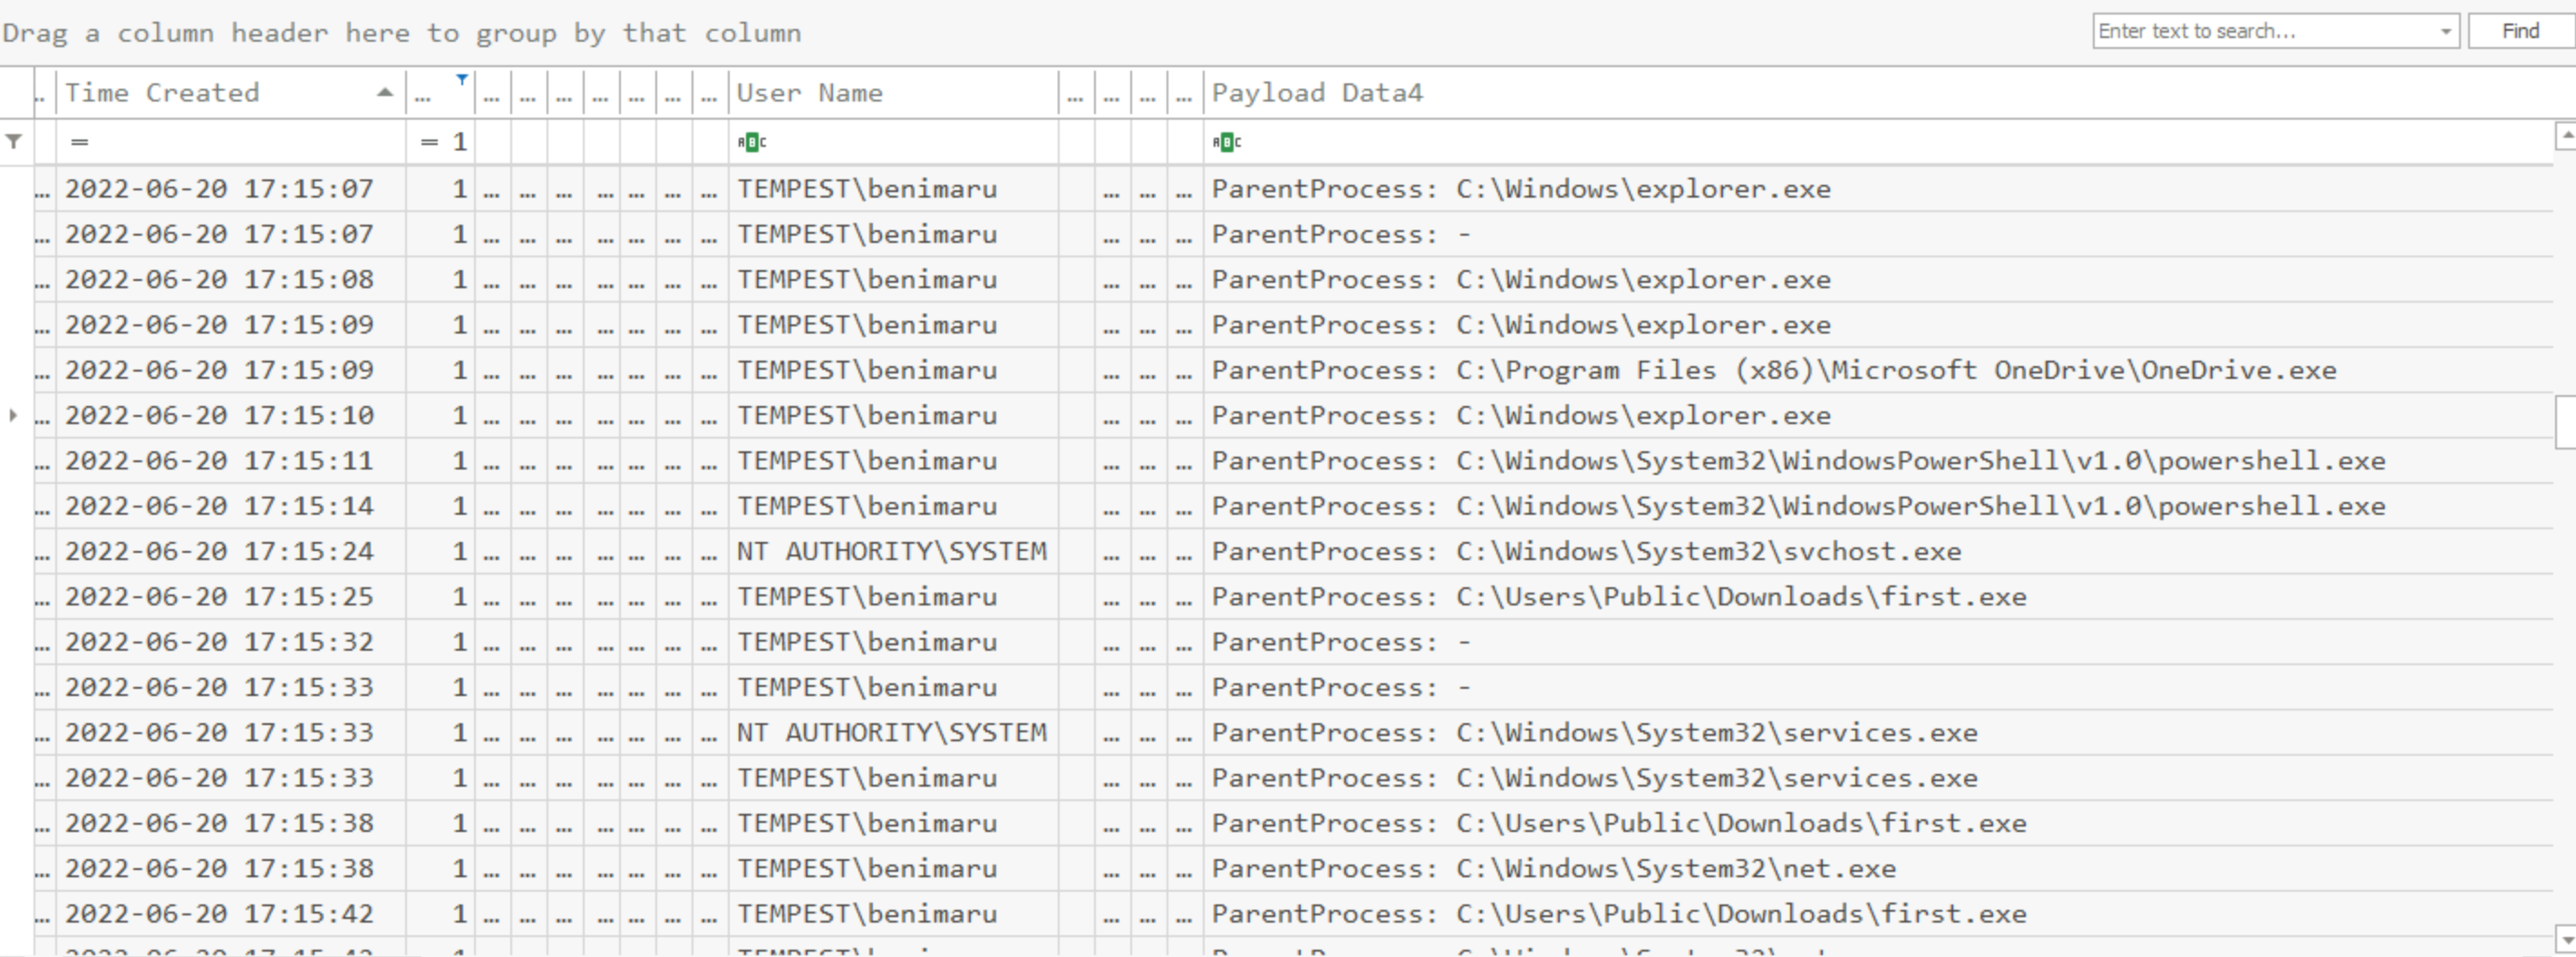 Drag a column header here to group by that column Enter text to search... Find
.. Time Created ... ... ... ... ... ... ... ... User Name ... ... ... ... Payload Data4
= = 1 ABC ABC
... 2022-06-20 17:15:07 1 ... ... ... ... ... ... ... TEMPEST\benimaru ... ... ... ParentProcess: C:\Windows\explorer.exe
... 2022-06-20 17:15:07 1 ... ... ... ... ... ... ... TEMPEST\benimaru ... ... ... ParentProcess: -
... 2022-06-20 17:15:08 1 ... ... ... ... ... ... ... TEMPEST\benimaru ... ... ... ParentProcess: C:\Windows\explorer.exe
... 2022-06-20 17:15:09 1 ... ... ... ... ... ... ... TEMPEST\benimaru ... ... ... ParentProcess: C:\Windows\explorer.exe
... 2022-06-20 17:15:09 1 ... ... ... ... ... ... ... TEMPEST\benimaru ... ... ... ParentProcess: C:\Program Files (x86)\Microsoft OneDrive\OneDrive.exe
... 2022-06-20 17:15:10 1 ... ... ... ... ... ... ... TEMPEST\benimaru ... ... ... ParentProcess: C:\Windows\explorer.exe
... 2022-06-20 17:15:11 1 ... ... ... ... ... ... ... TEMPEST\benimaru ... ... ... ParentProcess: C:\Windows\System32\WindowsPowerShell\v1.0\powershell.exe
... 2022-06-20 17:15:14 1 ... ... ... ... ... ... ... TEMPEST\benimaru ... ... ... ParentProcess: C:\Windows\System32\WindowsPowerShell\v1.0\powershell.exe
... 2022-06-20 17:15:24 1 ... ... ... ... ... ... ... NT AUTHORITY\SYSTEM ... ... ... ParentProcess: C:\Windows\System32\svchost.exe
... 2022-06-20 17:15:25 1 ... ... ... ... ... ... ... TEMPEST\benimaru ... ... ... ParentProcess: C:\Users\Public\Downloads\first.exe
... 2022-06-20 17:15:32 1 ... ... ... ... ... ... ... TEMPEST\benimaru ... ... ... ParentProcess: -
... 2022-06-20 17:15:33 1 ... ... ... ... ... ... ... TEMPEST\benimaru ... ... ... ParentProcess: -
... 2022-06-20 17:15:33 1 ... ... ... ... ... ... ... NT AUTHORITY\SYSTEM ... ... ... ParentProcess: C:\Windows\System32\services.exe
... 2022-06-20 17:15:33 1 ... ... ... ... ... ... ... TEMPEST\benimaru ... ... ... ParentProcess: C:\Windows\System32\services.exe
... 2022-06-20 17:15:38 1 ... ... ... ... ... ... ... TEMPEST\benimaru ... ... ... ParentProcess: C:\Users\Public\Downloads\first.exe
... 2022-06-20 17:15:38 1 ... ... ... ... ... ... ... TEMPEST\benimaru ... ... ... ParentProcess: C:\Windows\System32\net.exe
... 2022-06-20 17:15:42 1 ... ... ... ... ... ... ... TEMPEST\benimaru ... ... ... ParentProcess: C:\Users\Public\Downloads\first.exe